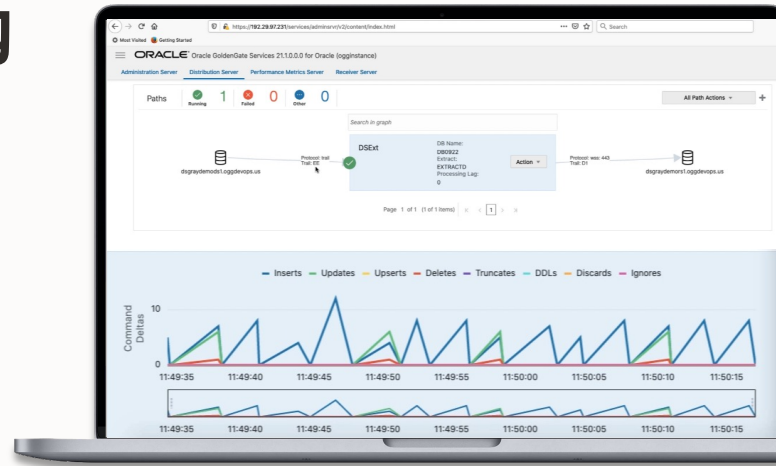 https://192.29.97.231/services/adminsrvr/v2/content/index.html
Search
Most Visited Getting Started
ORACLE Oracle GoldenGate Services 21.1.0.0.0 for Oracle (ogginstance)
Administration Server Distribution Server Performance Metrics Server Receiver Server
Paths Running 1 Failed 0 Other 0 All Path Actions
Search in graph
DSExt
DB Name:
DB0922
Extract:
EXTRACTD
Processing Lag:
0
Action
Protocol: trail
Trail: EE
Protocol: wss: 443
Trail: D1
dsgraydemods1.oggdevops.us
dsgraydemors1.oggdevops.us
Page 1 of 1 (1 of 1 items) 1
Inserts Updates Upserts Deletes Truncates DDLs Discards Ignores
Command Deltas
10
0
11:49:35 11:49:40 11:49:45 11:49:50 11:49:55 11:50:00 11:50:05 11:50:10 11:50:15
11:49:35 11:49:40 11:49:45 11:49:50 11:49:55 11:50:00 11:50:05 11:50:10 11:50:15